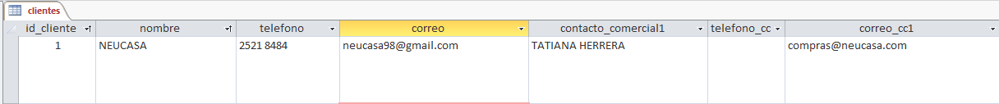 clientes
id_cliente nombre telefono correo contacto_comercial1 telefono_cc correo_cc1
1 NEUCASA 2521 8484 neucasa98@gmail.com TATIANA HERRERA compras@neucasa.com